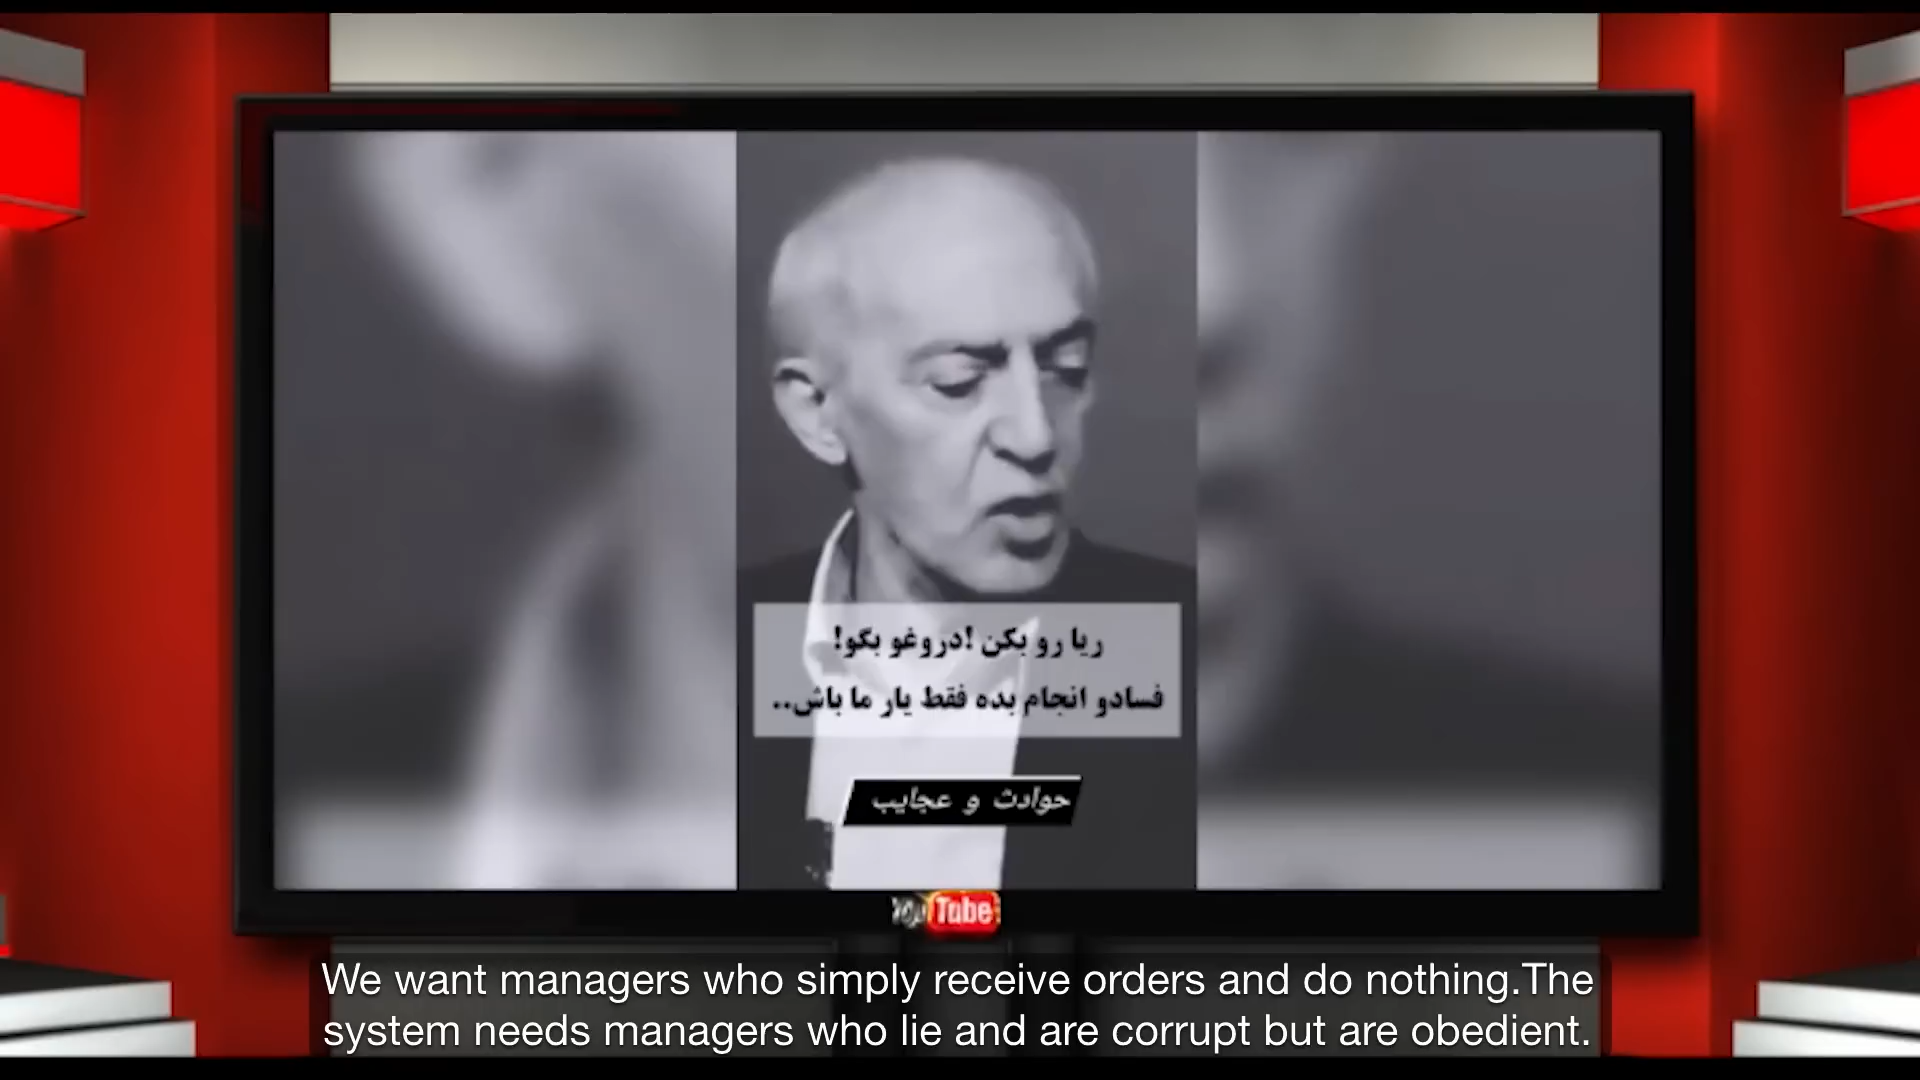 ریا رو بکن !دروغو بگو!
فسادو انجام بده فقط یار ما باش..
حوادث و عجایب
YouTube
We want managers who simply receive orders and do nothing.The
system needs managers who lie and are corrupt but are obedient.